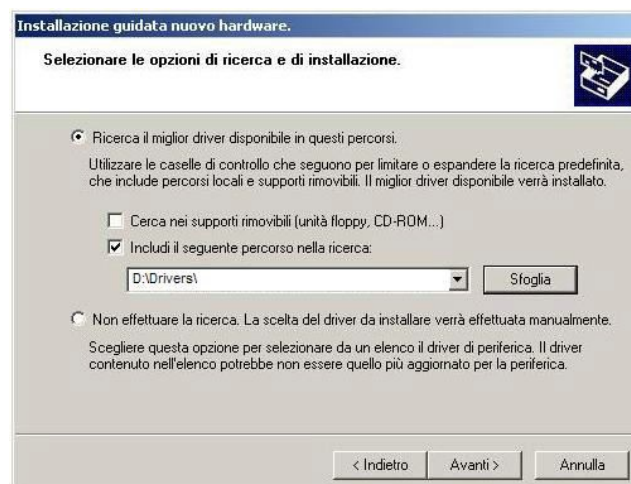 Installazione guidata nuovo hardware.
Selezionare le opzioni di ricerca e di installazione.
Ricerca il miglior driver disponibile in questi percorsi.
Utilizzare le caselle di controllo che seguono per limitare o espandere la ricerca predefinita,
che include percorsi locali e supporti rimovibili. Il miglior driver disponibile verrà installato.
Cerca nei supporti rimovibili (unità floppy, CD-ROM...)
Includi il seguente percorso nella ricerca:
D:\Drivers\
Sfoglia
Non effettuare la ricerca. La scelta del driver da installare verrà effettuata manualmente.
Scegliere questa opzione per selezionare da un elenco il driver di periferica. Il driver
contenuto nell'elenco potrebbe non essere quello più aggiornato per la periferica.
< Indietro Avanti > Annulla